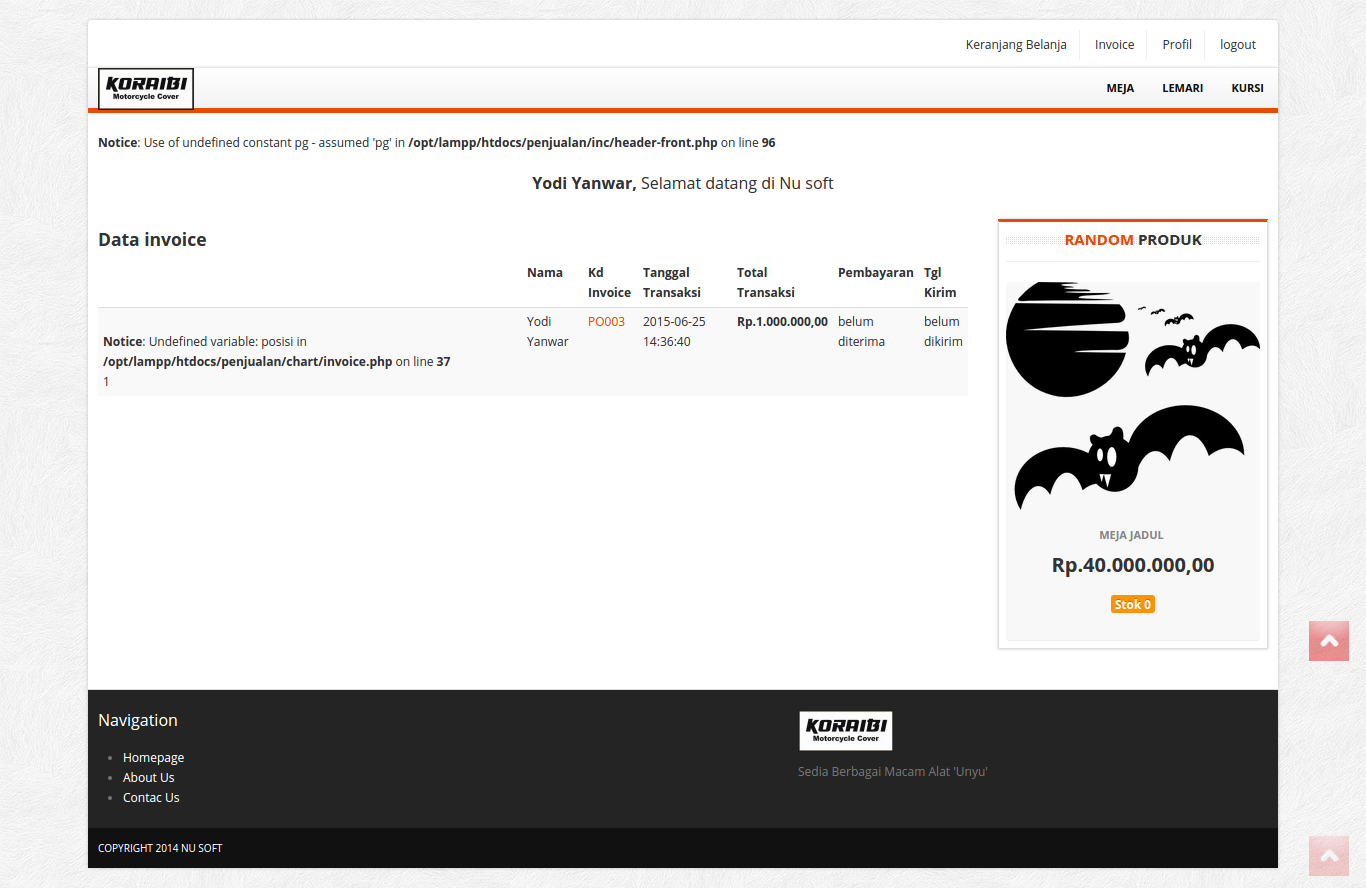 Keranjang Belanja Invoice Profil logout
KORAIBI
Motorcycle Cover
MEJA LEMARI KURSI
Notice: Use of undefined constant pg - assumed 'pg' in /opt/lampp/htdocs/penjualan/inc/header-front.php on line 96
Yodi Yanwar, Selamat datang di Nu soft
Data invoice
Nama Kd Invoice Tanggal Transaksi Total Transaksi Pembayaran Tgl Kirim
Notice: Undefined variable: posisi in
/opt/lampp/htdocs/penjualan/chart/invoice.php on line 37
1
Yodi Yanwar PO003 2015-06-25 14:36:40 Rp.1.000.000,00 belum diterima belum dikirim
RANDOM PRODUK
MEJA JADUL
Rp.40.000.000,00
Stok 0
Navigation
Homepage
About Us
Contac Us
KORAIBI
Motorcycle Cover
Sedia Berbagai Macam Alat 'Unyu'
COPYRIGHT 2014 NU SOFT